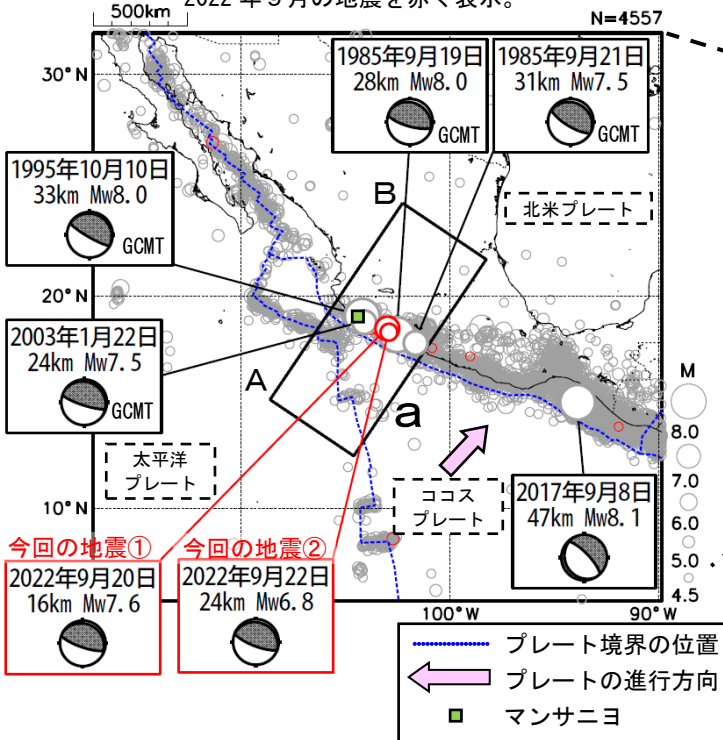 2022年9月の地震を赤く表示。
500km
N=4557
30°N
20°N
10°N
100°W
90°W
1985年9月19日
28km Mw8.0
GCMT
1985年9月21日
31km Mw7.5
GCMT
1995年10月10日
33km Mw8.0
GCMT
B
北米プレート
2003年1月22日
24km Mw7.5
GCMT
A
a
太平洋
プレート
ココス
プレート
2017年9月8日
47km Mw8.1
M
8.0
7.0
6.0
5.0
4.5
今回の地震①
2022年9月20日
16km Mw7.6
今回の地震②
2022年9月22日
24km Mw6.8
プレート境界の位置
プレートの進行方向
マンサニヨ